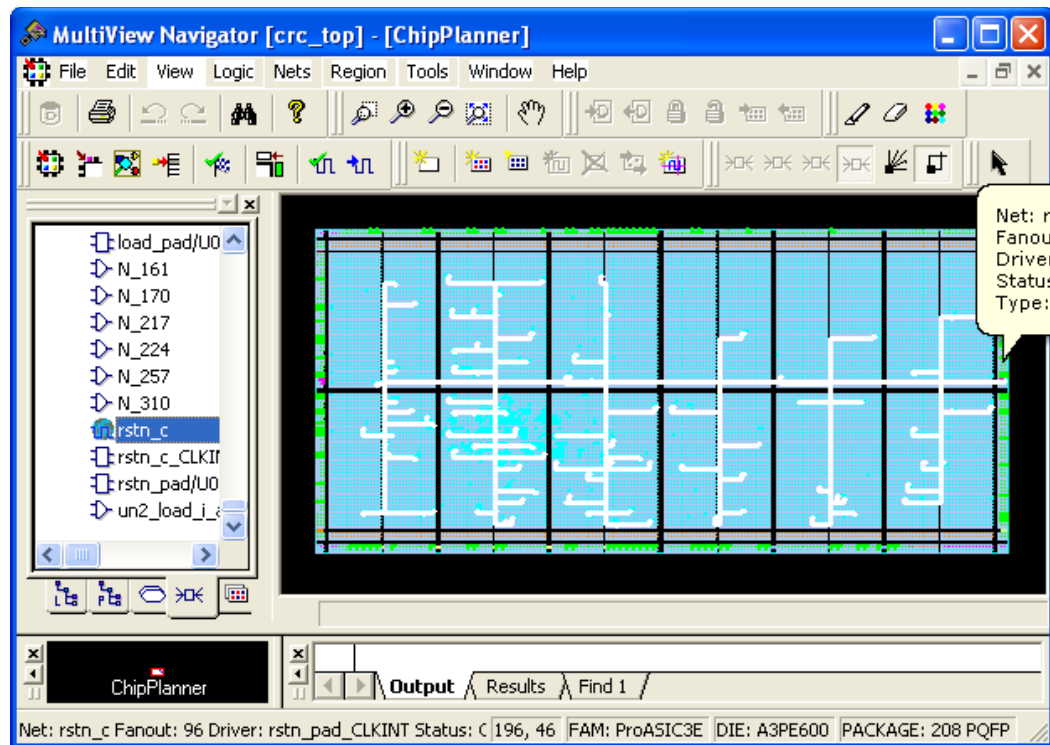 MultiView Navigator [crc_top] - [ChipPlanner]
File Edit View Logic Nets Region Tools Window Help
Net: r
Fanou
Driver
Status
Type:
load_pad/U0
N_161
N_170
N_217
N_224
N_257
N_310
rstn_c
rstn_c_CLKI
rstn_pad/U0
un2_load_i_a
ChipPlanner
Output Results Find 1
Net: rstn_c Fanout: 96 Driver: rstn_pad_CLKINT Status: C 196, 46 FAM: ProASIC3E DIE: A3PE600 PACKAGE: 208 PQFP